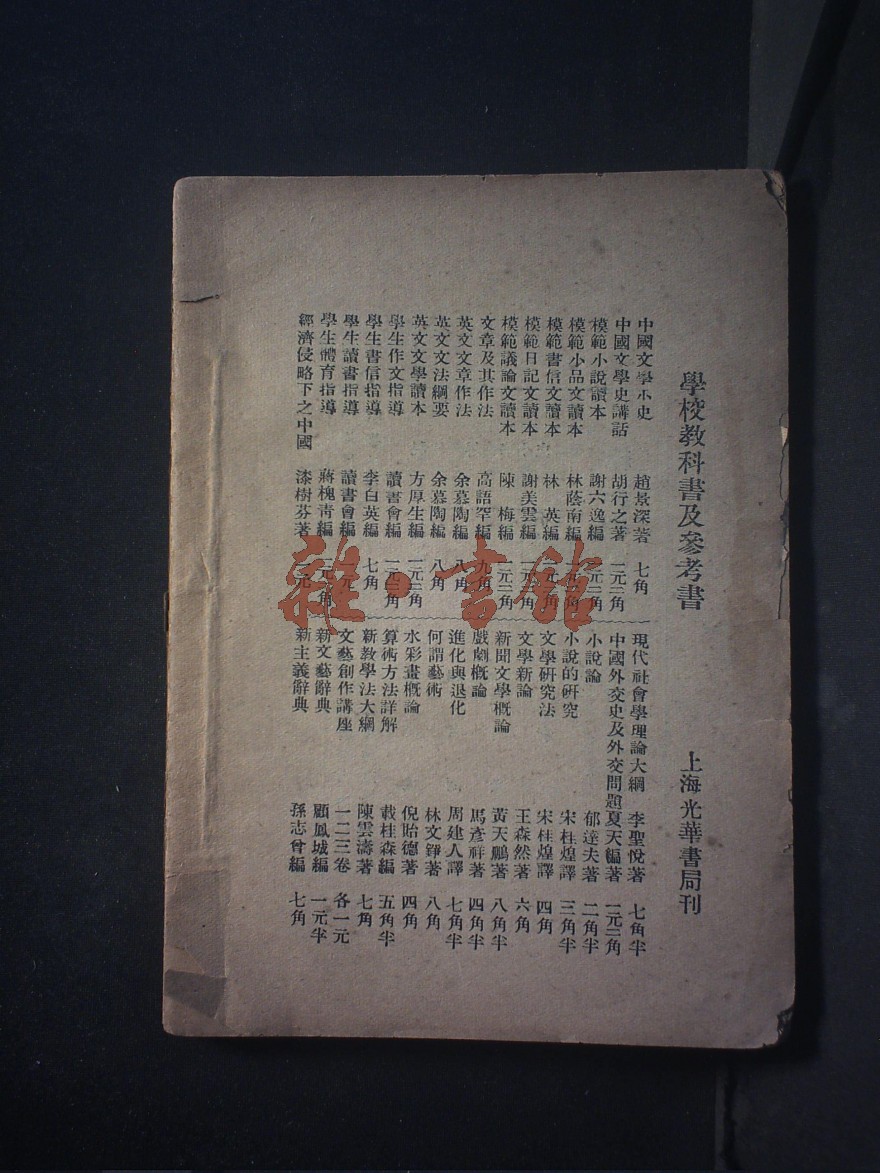 學校教科書及參考書 上海光華書局刊
中國文學小史 趙景深著 七角
中國文學史講話 胡行之著 一元二角
模範小說讀本 謝六逸編
模範小品文讀本 林蔭南編
模範書信文讀本 林英編
模範日記文讀本 謝美雲編
模範議論文讀本 陳梅編
文章及其作法 高語罕編 九角
英文文章作法 余慕陶編 八角
英文文法綱要 余慕陶編 八角
英文文學讀本 方厚生編
學生作文指導 讀書會編
學生書信指導 李白英編 七角
學生讀書指導 讀書會編
學生體育指導 蔣槐青編
經濟侵略下之中國 漆樹芬著
現代社會學理論大綱 李聖悅著 七角半
中國外交史及外交問題 夏天編著
小說論 郁達夫著 二角半
小說的研究 宋桂煌譯 三角半
文學研究法 宋桂煌譯 四角
文學新論 王森然著 六角
新聞文學概論 黃天鵬著 八角半
戲劇概論 馬彥祥著 四角半
進化與退化 周建人譯 七角半
何謂藝術 林文錚著 八角
水彩畫概論 倪貽德著 四角
算術方法詳解 載桂森編 五角半
新教學法大綱 陳雲濤著 七角
文藝創作講座 一二三卷 各一元
新文藝辭典 顧鳳城編 一元半
新主義辭典 孫志曾編 七角
雜·書館